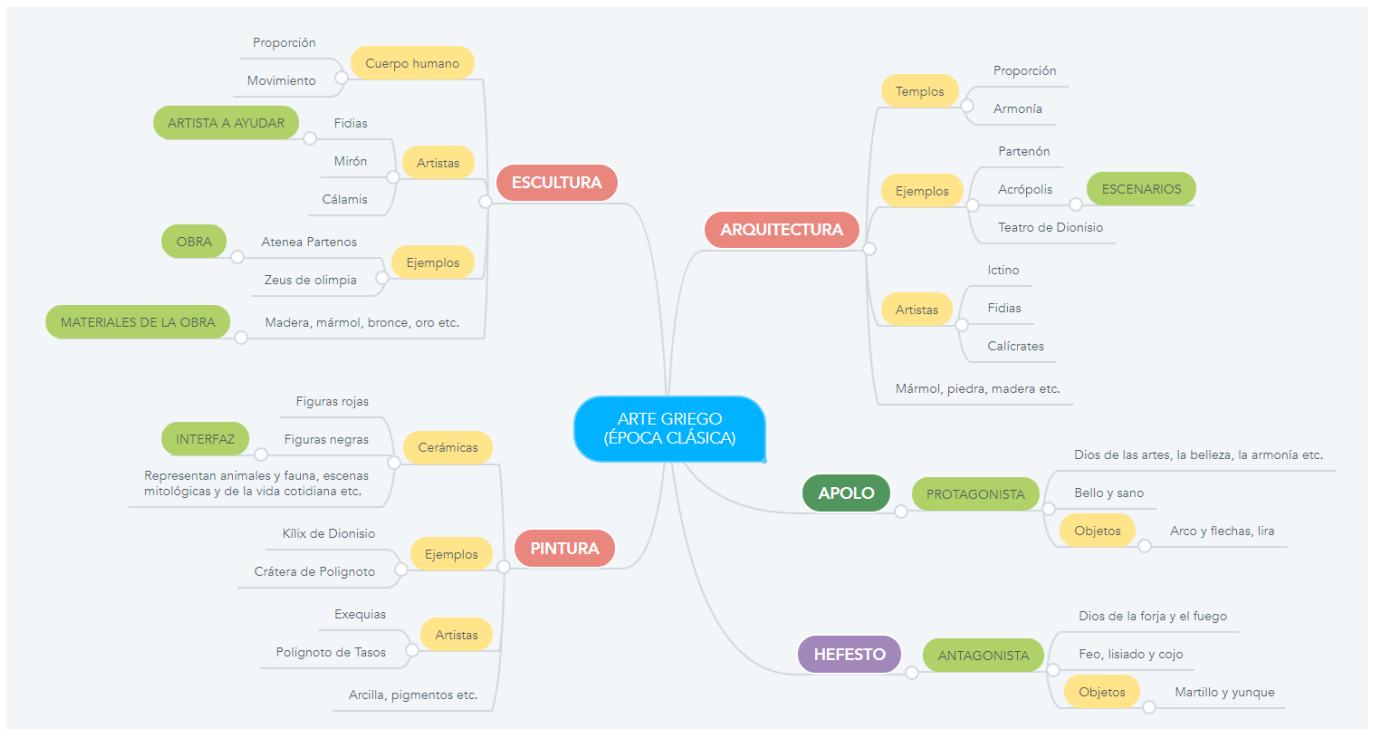 ARTE GRIEGO
(ÉPOCA CLÁSICA)
ESCULTURA
Cuerpo humano
Proporción
Movimiento
Artistas
Fidias
ARTISTA A AYUDAR
Mirón
Cálamis
Ejemplos
Atenea Partenos
OBRA
Zeus de olimpia
Madera, mármol, bronce, oro etc.
MATERIALES DE LA OBRA
PINTURA
Cerámicas
Figuras rojas
Figuras negras
INTERFAZ
Representan animales y fauna, escenas
mitológicas y de la vida cotidiana etc.
Ejemplos
Kílix de Dionisio
Crátera de Polignoto
Artistas
Exequias
Polignoto de Tasos
Arcilla, pigmentos etc.
ARQUITECTURA
Templos
Proporción
Armonía
Ejemplos
Partenón
Acrópolis
ESCENARIOS
Teatro de Dionisio
Artistas
Ictino
Fidias
Calícrates
Mármol, piedra, madera etc.
APOLO
PROTAGONISTA
Dios de las artes, la belleza, la armonía etc.
Bello y sano
Objetos
Arco y flechas, lira
HEFESTO
ANTAGONISTA
Dios de la forja y el fuego
Feo, lisiado y cojo
Objetos
Martillo y yunque